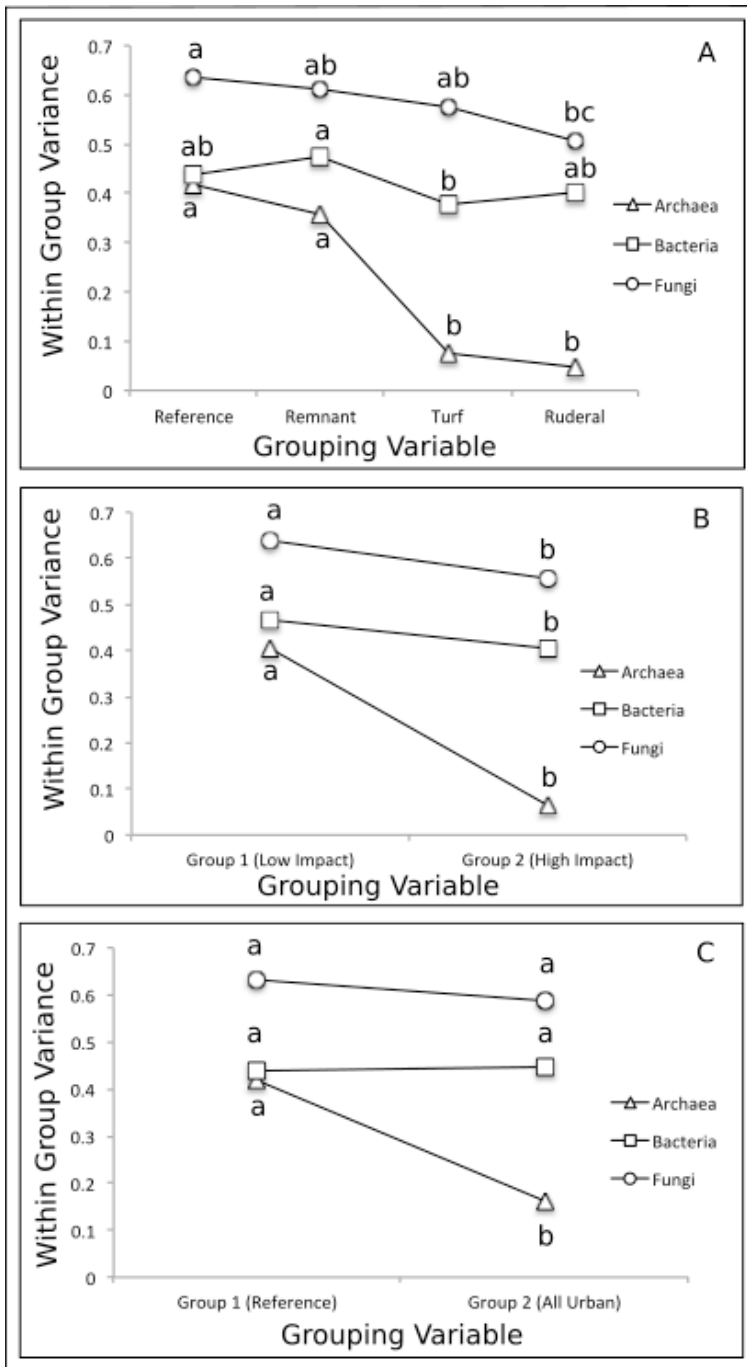 A
0.7
a
ab
ab
0.6
bc
0.5
ab
a
b
ab
0.4
a
a
0.3
0.2
b
b
0.1
0
Within Group Variance
Archaea
Bacteria
Fungi
Reference Remnant Turf Ruderal
Grouping Variable
B
0.7
a
b
0.6
a
b
0.5
0.4
a
0.3
0.2
b
0.1
0
Within Group Variance
Archaea
Bacteria
Fungi
Group 1 (Low Impact) Group 2 (High Impact)
Grouping Variable
C
0.7
a
a
0.6
a
a
0.5
0.4
a
0.3
0.2
b
0.1
0
Within Group Variance
Archaea
Bacteria
Fungi
Group 1 (Reference) Group 2 (All Urban)
Grouping Variable